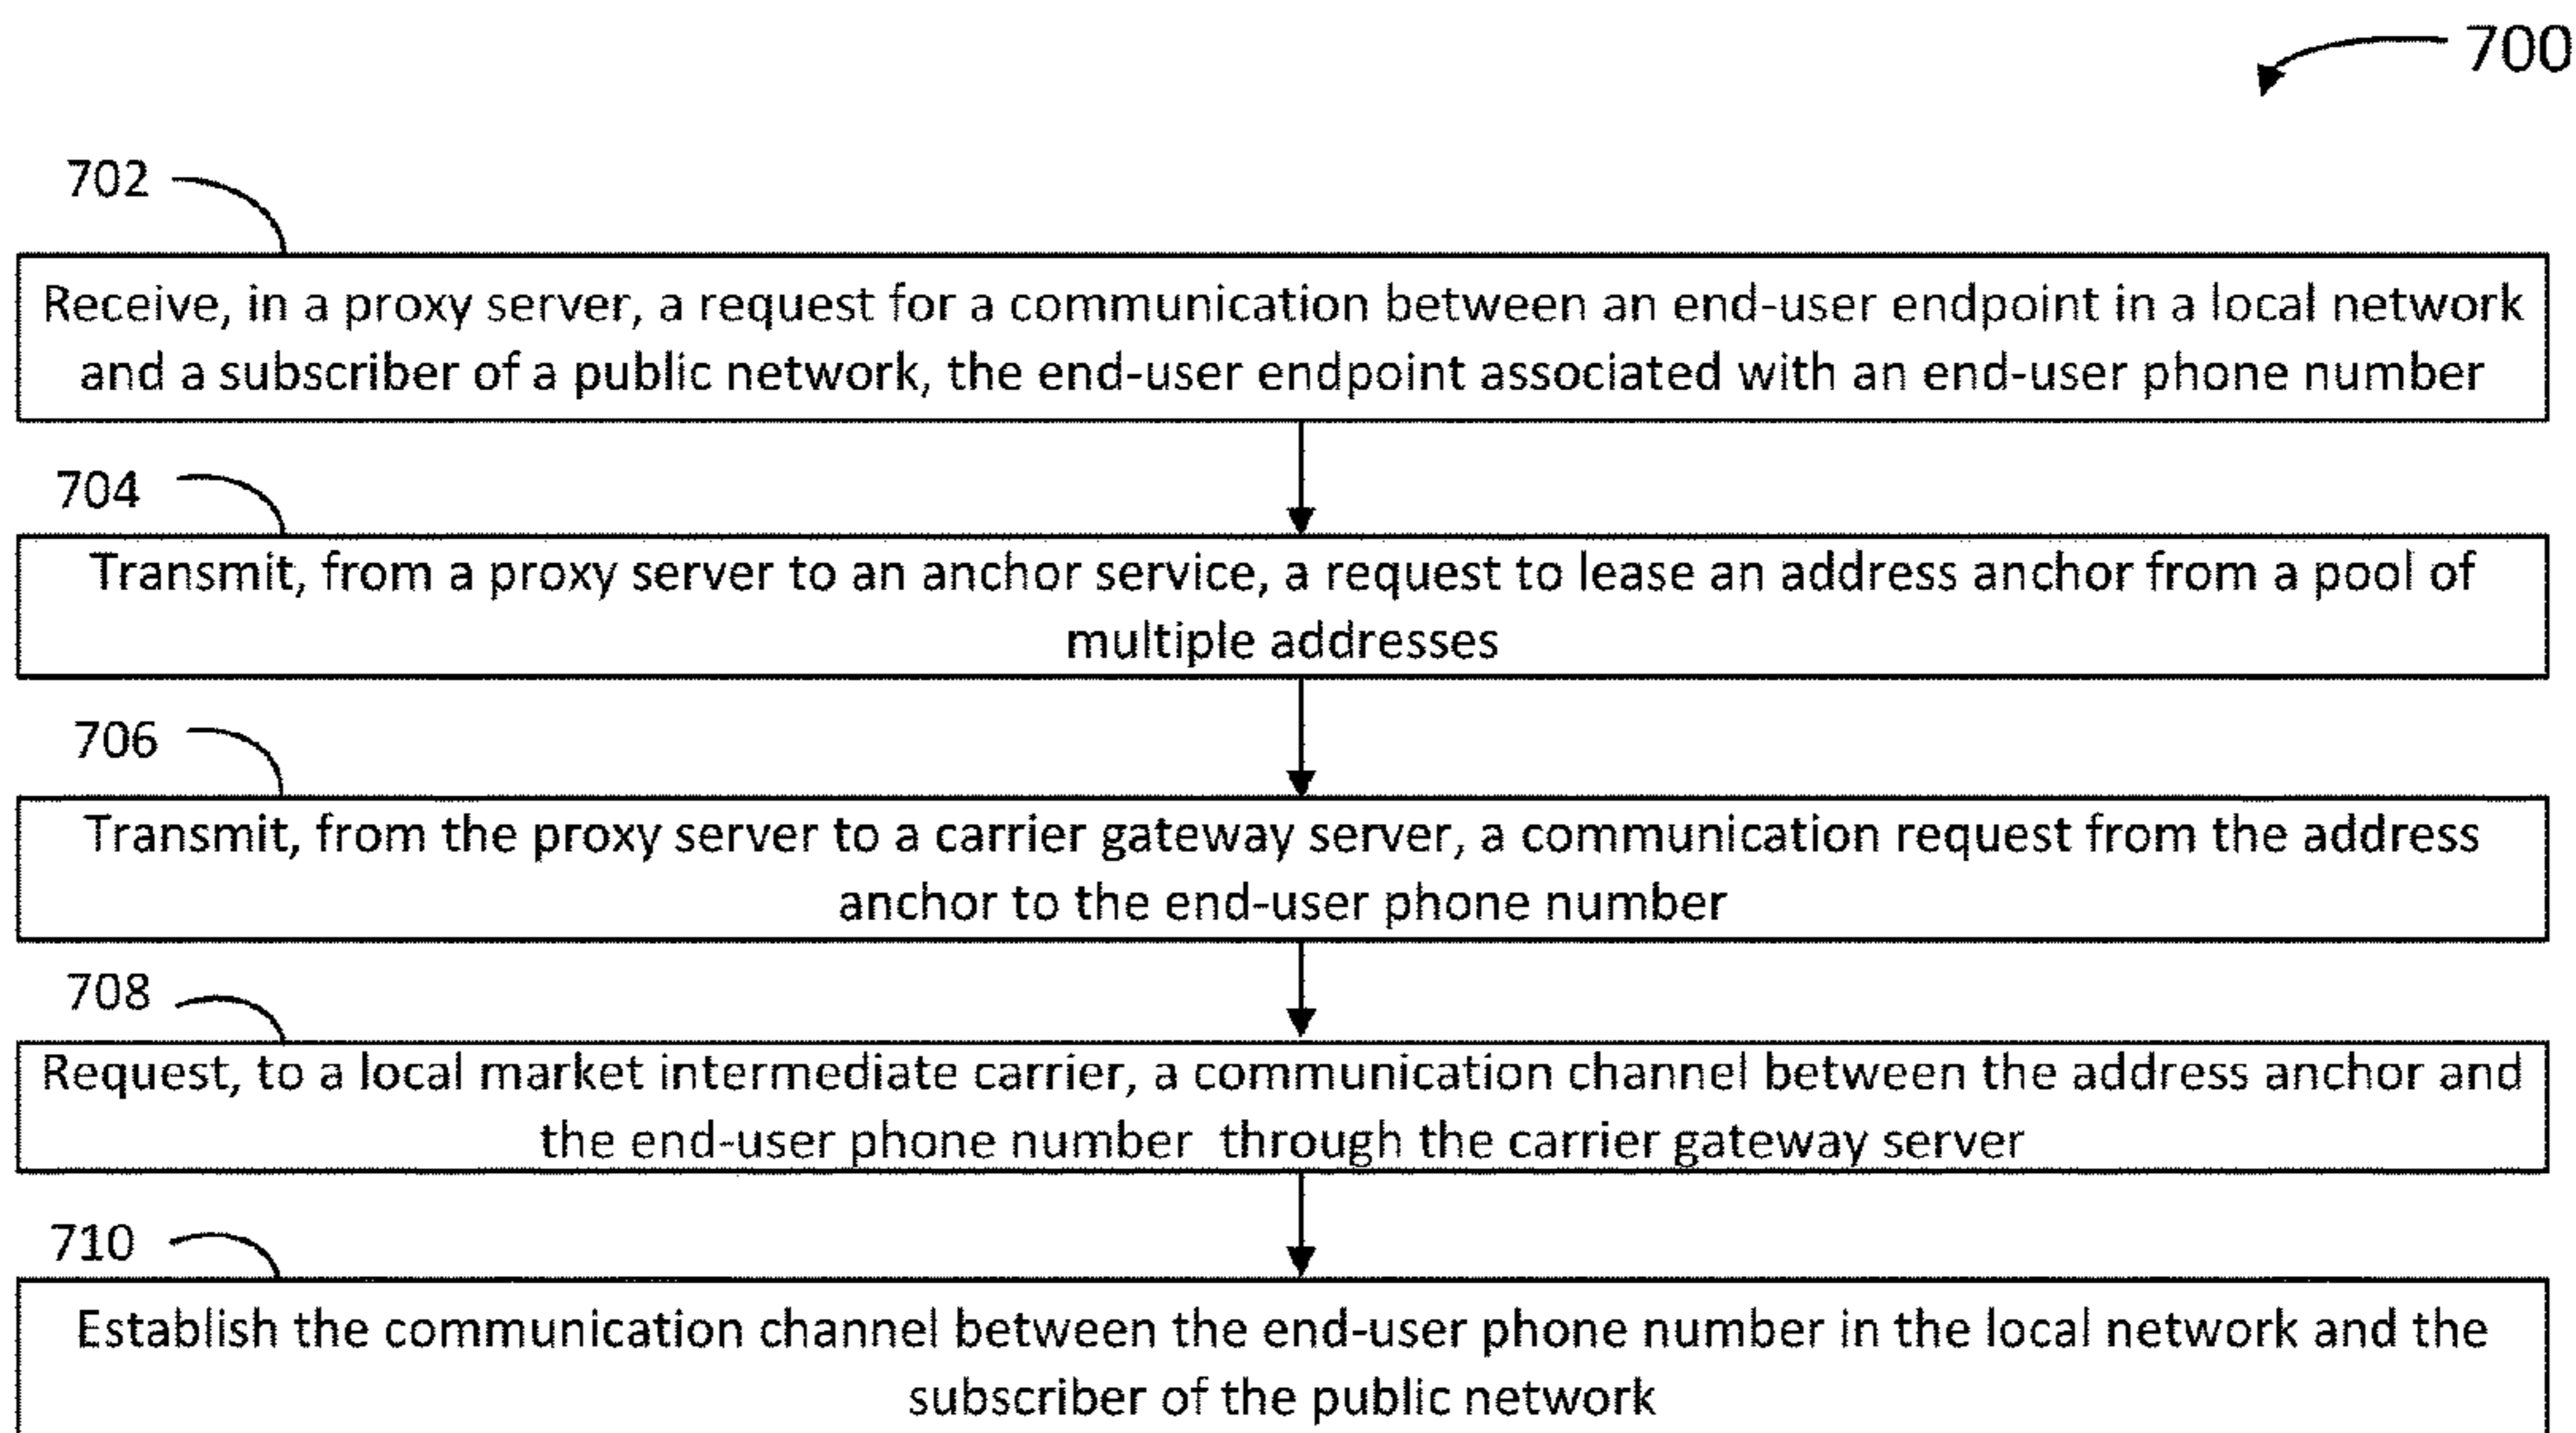 700
702
Receive, in a proxy server, a request for a communication between an end-user endpoint in a local network
and a subscriber of a public network, the end-user endpoint associated with an end-user phone number
704
Transmit, from a proxy server to an anchor service, a request to lease an address anchor from a pool of
multiple addresses
706
Transmit, from the proxy server to a carrier gateway server, a communication request from the address
anchor to the end-user phone number
708
Request, to a local market intermediate carrier, a communication channel between the address anchor and
the end-user phone number through the carrier gateway server
710
Establish the communication channel between the end-user phone number in the local network and the
subscriber of the public network